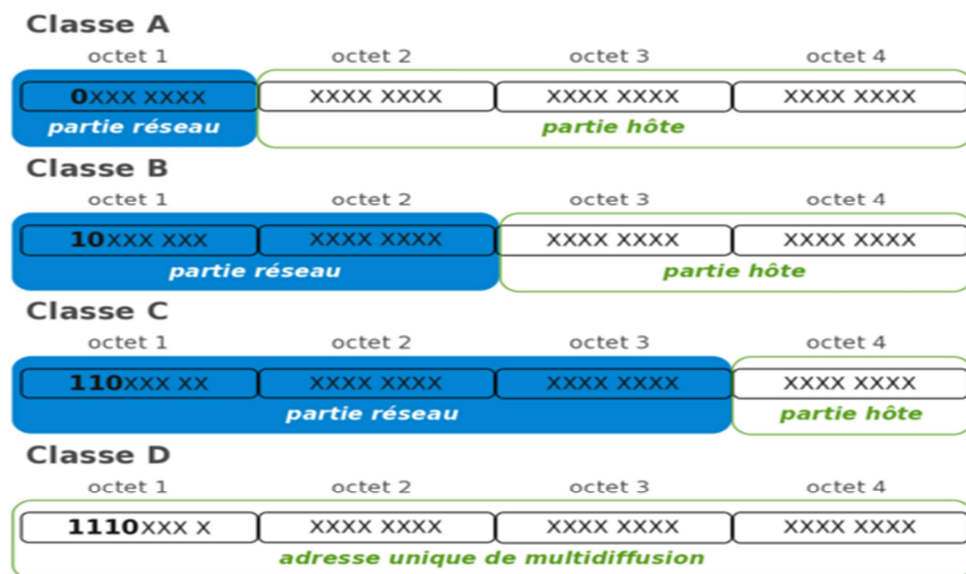 Classe A
octet 1 octet 2 octet 3 octet 4
0xxx xxxx xxxx xxxx xxxx xxxx xxxx xxxx
partie réseau partie hôte
Classe B
octet 1 octet 2 octet 3 octet 4
10xxx xxx xxxx xxxx xxxx xxxx xxxx xxxx
partie réseau partie hôte
Classe C
octet 1 octet 2 octet 3 octet 4
110xxx xx xxxx xxxx xxxx xxxx xxxx xxxx
partie réseau partie hôte
Classe D
octet 1 octet 2 octet 3 octet 4
1110xxx x xxxx xxxx xxxx xxxx xxxx xxxx
adresse unique de multidiffusion